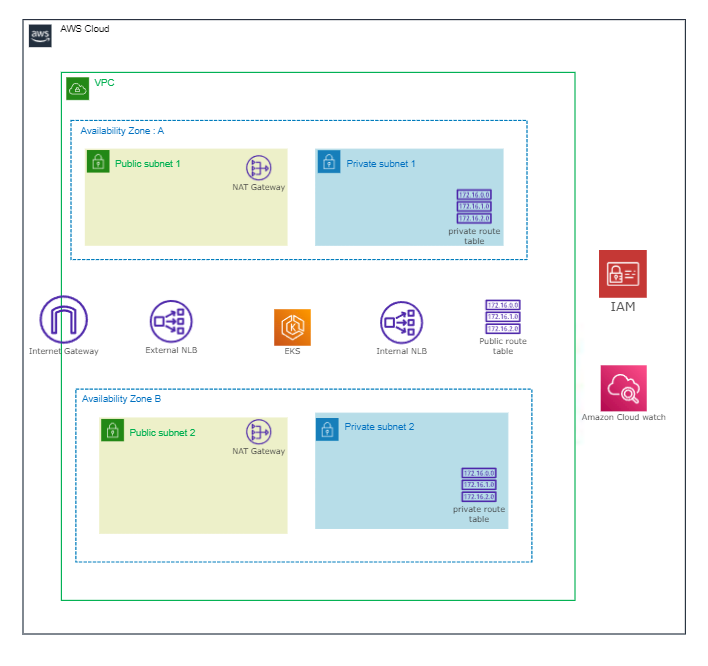 aws
AWS Cloud
VPC
Availability Zone : A
Public subnet 1
NAT Gateway
Private subnet 1
172.16.0.0
172.16.1.0
172.16.2.0
private route
table
Internet Gateway
External NLB
EKS
Internal NLB
172.16.0.0
172.16.1.0
172.16.2.0
Public route
table
IAM
Amazon Cloud watch
Availability Zone B
Public subnet 2
NAT Gateway
Private subnet 2
172.16.0.0
172.16.1.0
172.16.2.0
private route
table